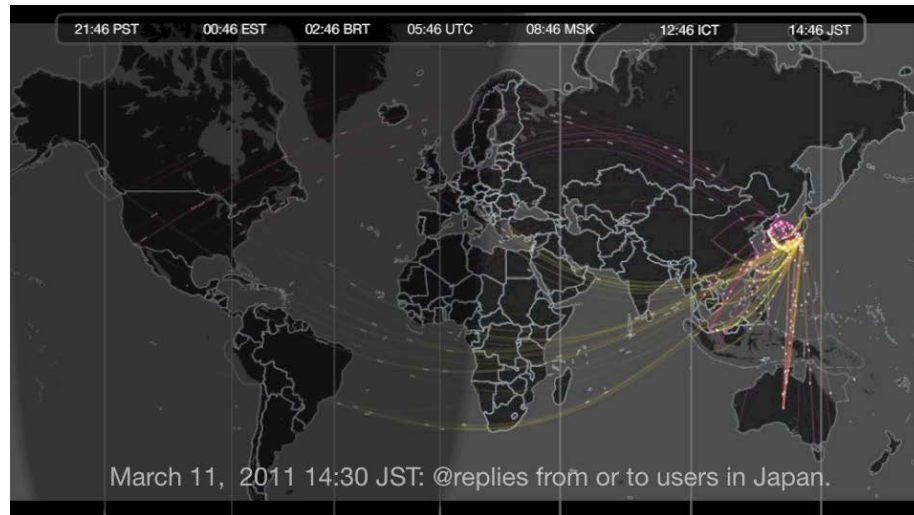 21:46 PST 00:46 EST 02:46 BRT 05:46 UTC 08:46 MSK 12:46 ICT 14:46 JST
March 11, 2011 14:30 JST: @replies from or to users in Japan.